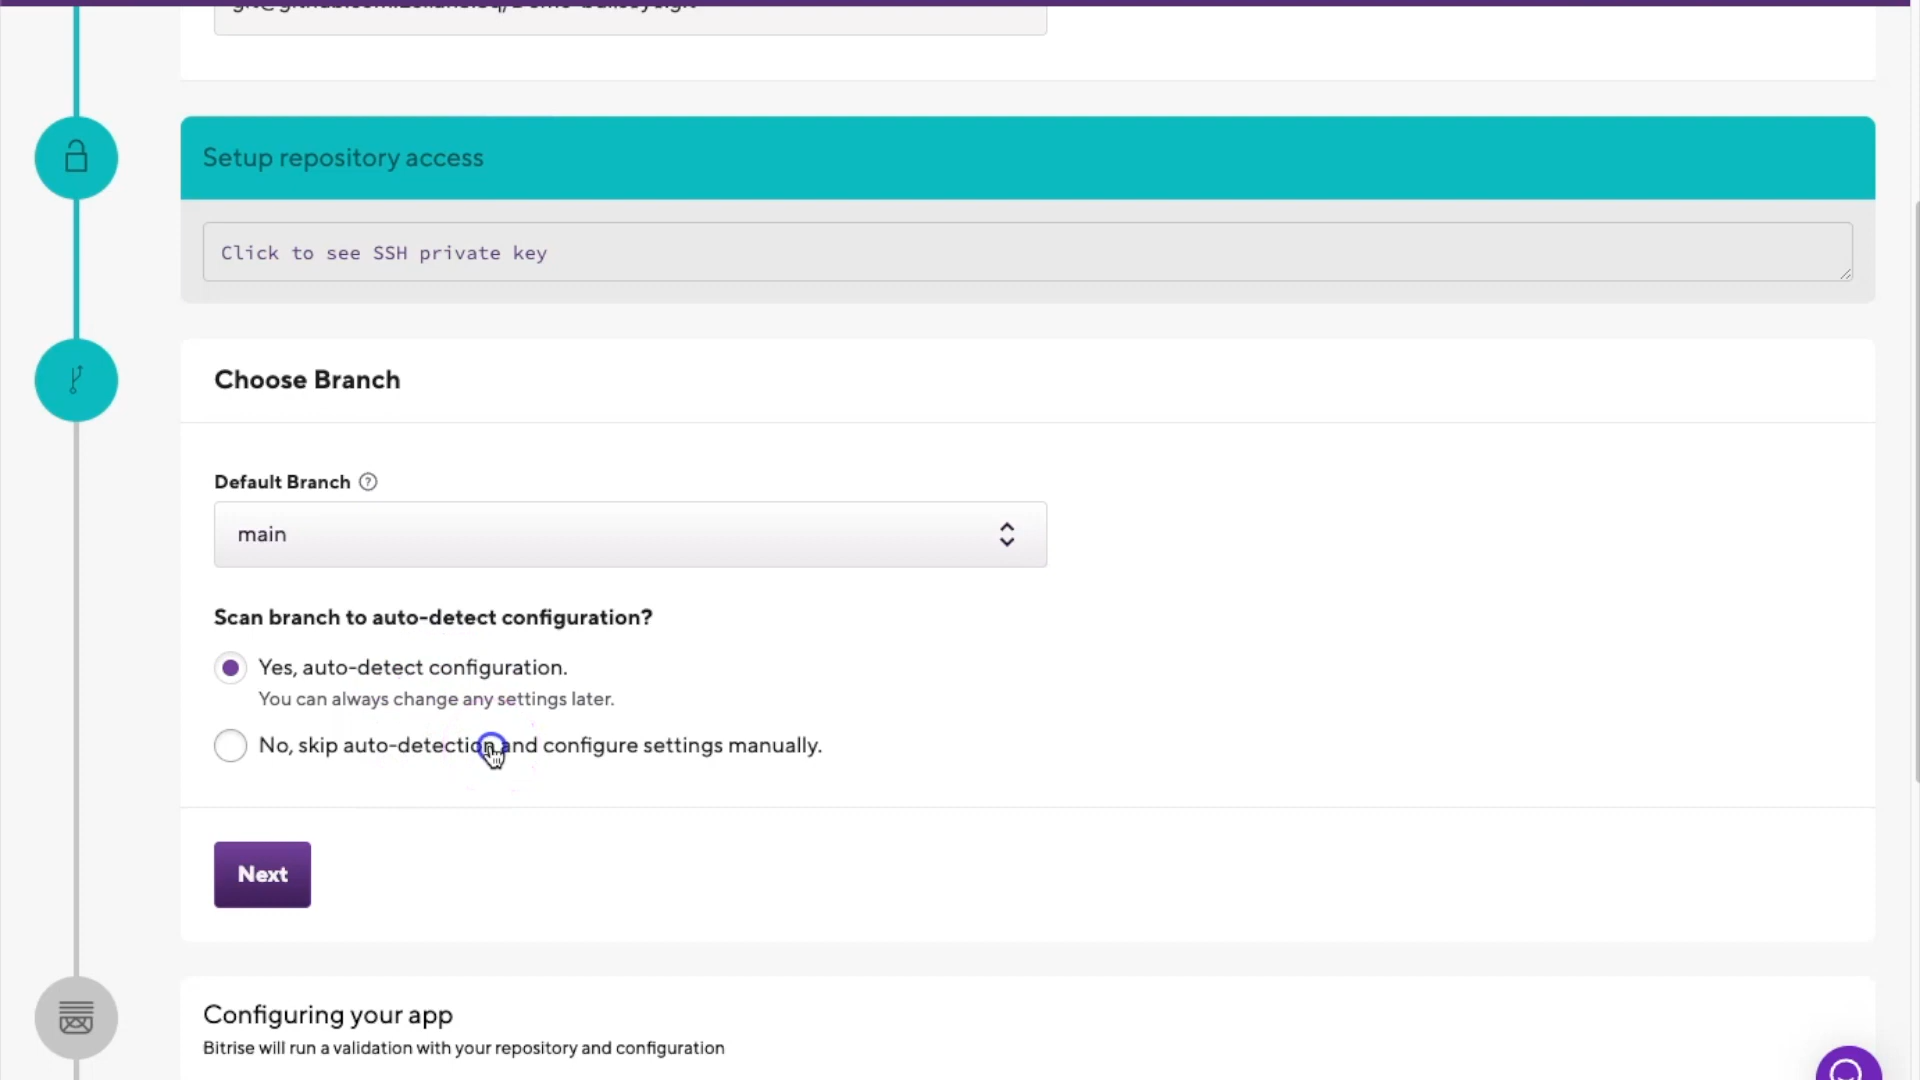 Setup repository access
Click to see SSH private key
Choose Branch
Default Branch ?
main
Scan branch to auto-detect configuration?
Yes, auto-detect configuration.
You can always change any settings later.
No, skip auto-detection and configure settings manually.
Next
Configuring your app
Bitrise will run a validation with your repository and configuration